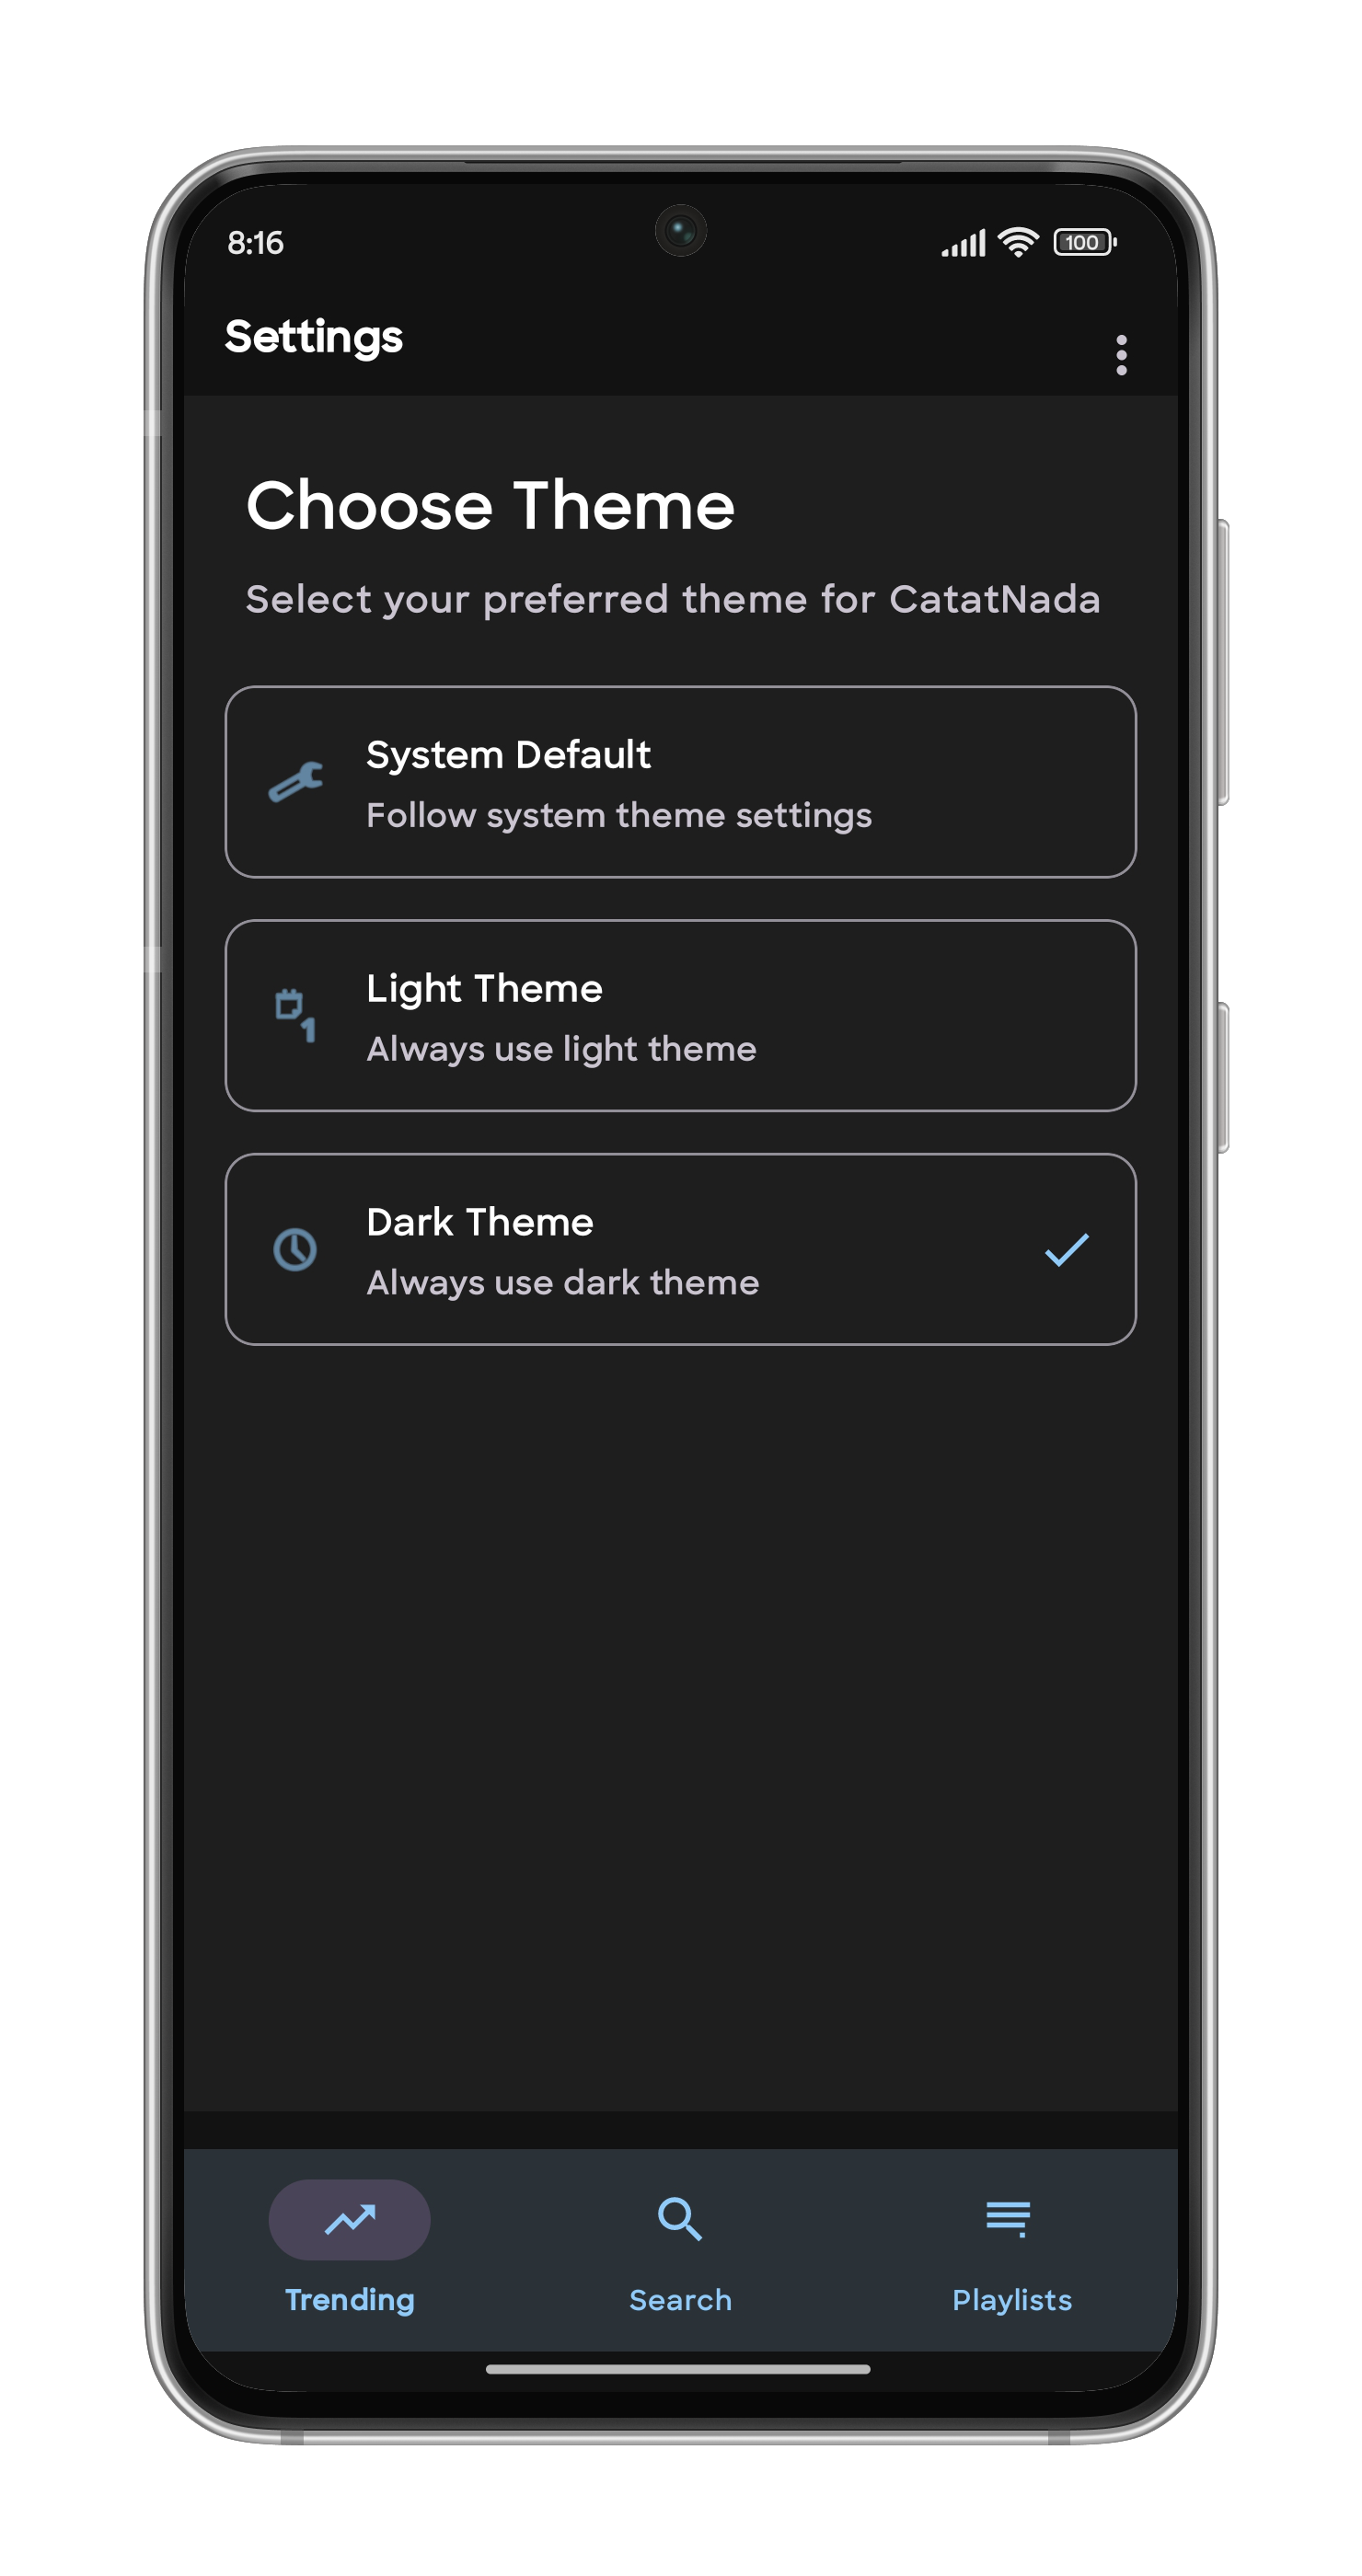 8:16
100
Settings
Choose Theme
Select your preferred theme for CatatNada
System Default
Follow system theme settings
Light Theme
Always use light theme
1
Dark Theme
Always use dark theme
Trending
Search
Playlists